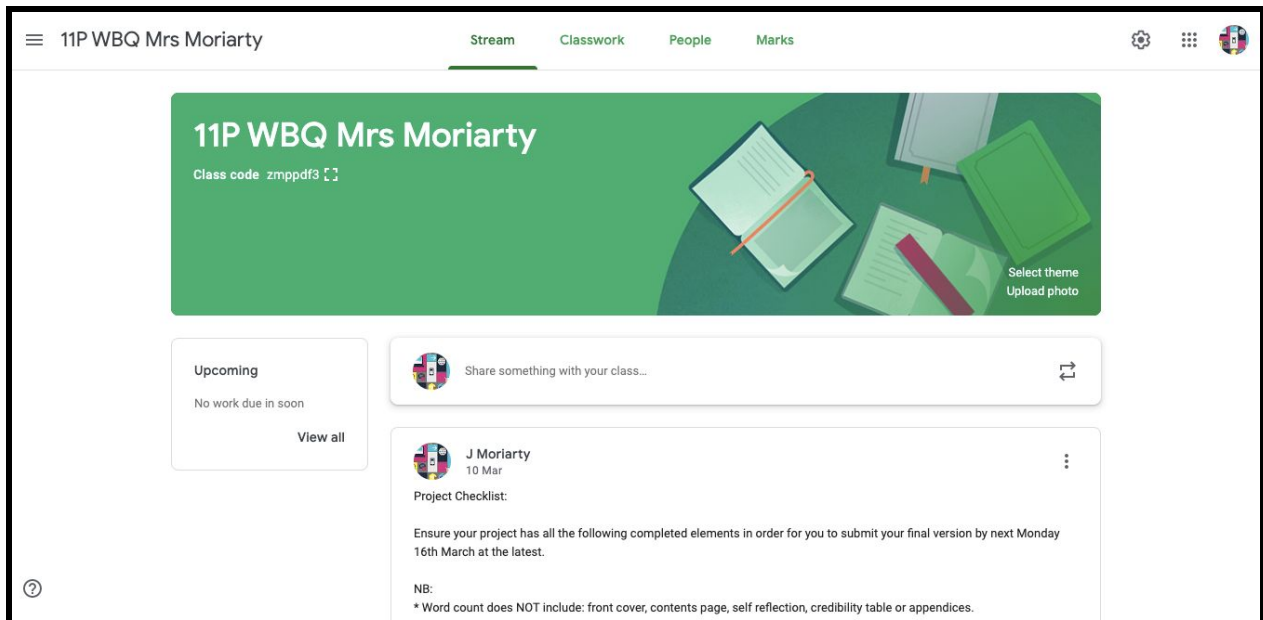 11P WBQ Mrs Moriarty
Stream Classwork People Marks
11P WBQ Mrs Moriarty
Class code zmppdf3
Select theme
Upload photo
Upcoming
No work due in soon
View all
Share something with your class...
J Moriarty
10 Mar
Project Checklist:
Ensure your project has all the following completed elements in order for you to submit your final version by next Monday
16th March at the latest.
NB:
* Word count does NOT include: front cover, contents page, self reflection, credibility table or appendices.